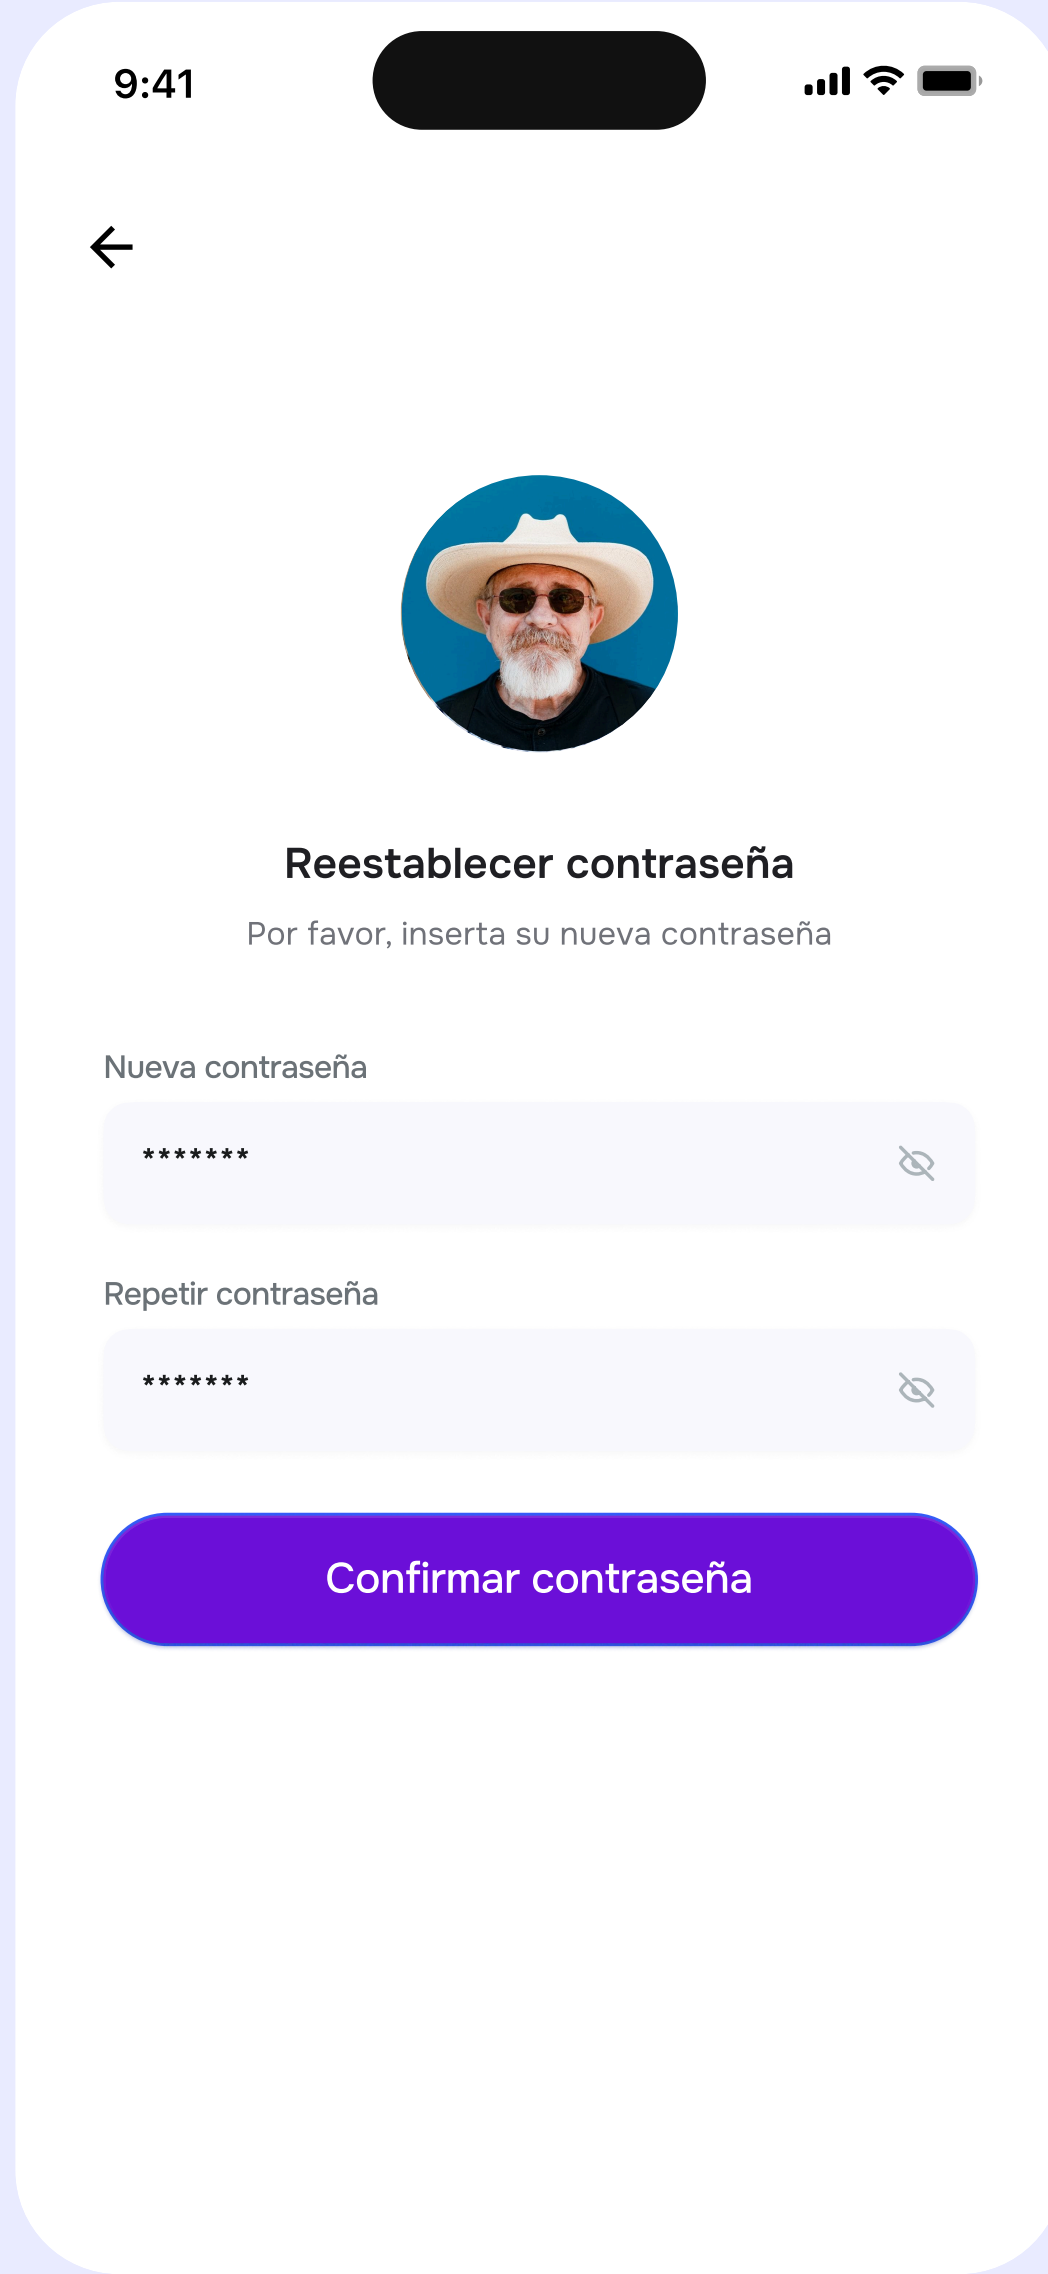 9:41
Reestablecer contraseña
Por favor, inserta su nueva contraseña
Nueva contraseña
*******
Repetir contraseña
*******
Confirmar contraseña